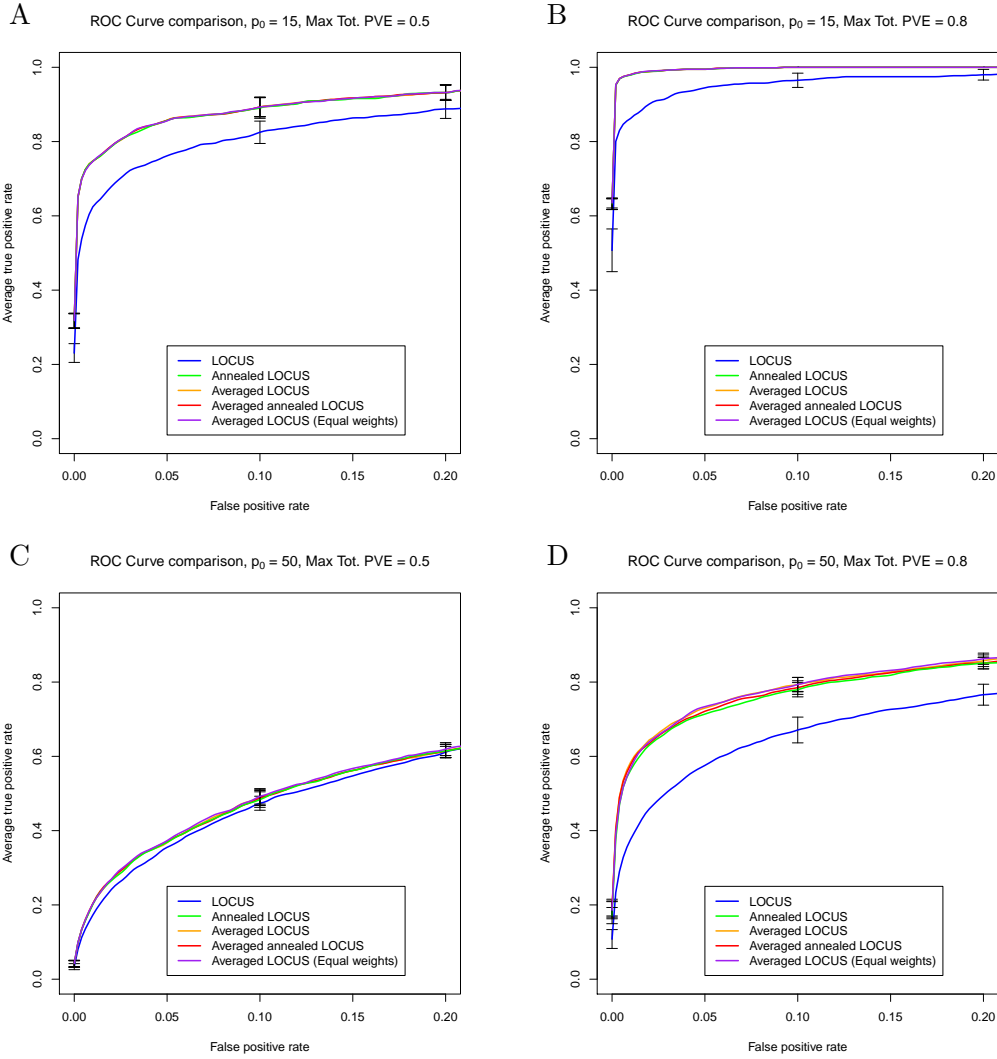 A
ROC Curve comparison, p₀ = 15, Max Tot. PVE = 0.5
Average true positive rate
1.0
0.8
0.6
0.4
0.2
0.0
LOCUS
Annealed LOCUS
Averaged LOCUS
Averaged annealed LOCUS
Averaged LOCUS (Equal weights)
0.00 0.05 0.10 0.15 0.20
False positive rate
B
ROC Curve comparison, p₀ = 15, Max Tot. PVE = 0.8
Average true positive rate
1.0
0.8
0.6
0.4
0.2
0.0
LOCUS
Annealed LOCUS
Averaged LOCUS
Averaged annealed LOCUS
Averaged LOCUS (Equal weights)
0.00 0.05 0.10 0.15 0.20
False positive rate
C
ROC Curve comparison, p₀ = 50, Max Tot. PVE = 0.5
Average true positive rate
1.0
0.8
0.6
0.4
0.2
0.0
LOCUS
Annealed LOCUS
Averaged LOCUS
Averaged annealed LOCUS
Averaged LOCUS (Equal weights)
0.00 0.05 0.10 0.15 0.20
False positive rate
D
ROC Curve comparison, p₀ = 50, Max Tot. PVE = 0.8
Average true positive rate
1.0
0.8
0.6
0.4
0.2
0.0
LOCUS
Annealed LOCUS
Averaged LOCUS
Averaged annealed LOCUS
Averaged LOCUS (Equal weights)
0.00 0.05 0.10 0.15 0.20
False positive rate